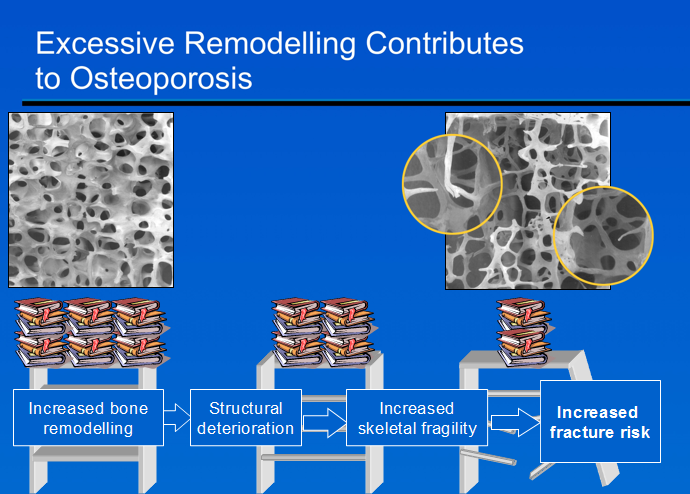 Excessive Remodelling Contributes
to Osteoporosis
Increased bone
remodelling
Structural
deterioration
Increased
skeletal fragility
Increased
fracture risk